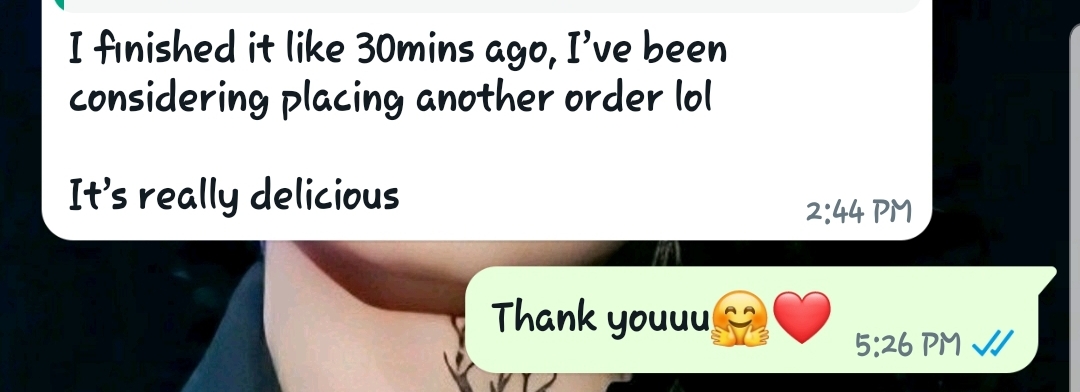 I finished it like 30mins ago, I've been
considering placing another order lol
It's really delicious
2:44 PM
Thank youuu🤗❤️
5:26 PM